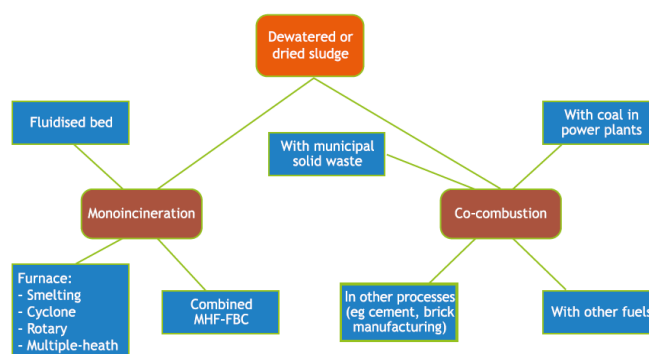 Dewatered or
dried sludge
Fluidised bed
With municipal
solid waste
With coal in
power plants
Monoincineration
Co-combustion
Furnace:
- Smelting
- Cyclone
- Rotary
- Multiple-heath
Combined
MHF-FBC
In other processes
(eg cement, brick
manufacturing)
With other fuels